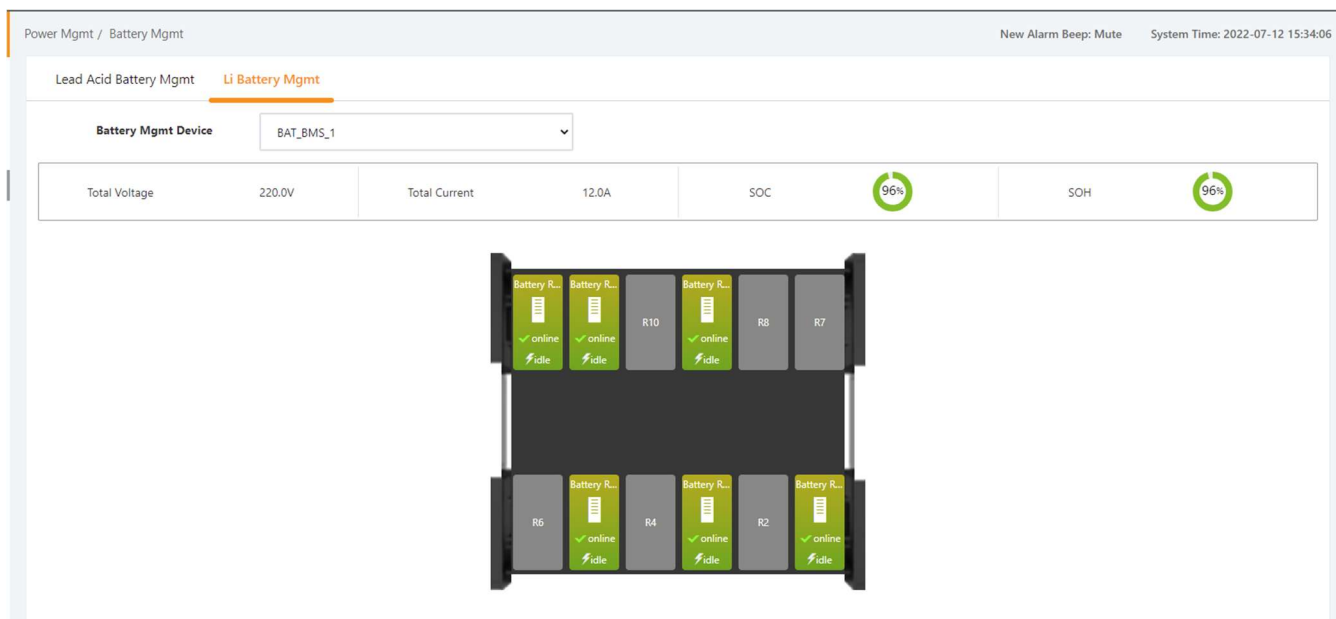 Power Mgmt / Battery Mgmt
New Alarm Beep: Mute
System Time: 2022-07-12 15:34:06
Lead Acid Battery Mgmt
Li Battery Mgmt
Battery Mgmt Device
BAT_BMS_1
Total Voltage
220.0V
Total Current
12.0A
SOC
96%
SOH
96%
Battery R...
online
idle
Battery R...
online
idle
R10
Battery R...
online
idle
R8
R7
R6
Battery R...
online
idle
R4
Battery R...
online
idle
R2
Battery R...
online
idle